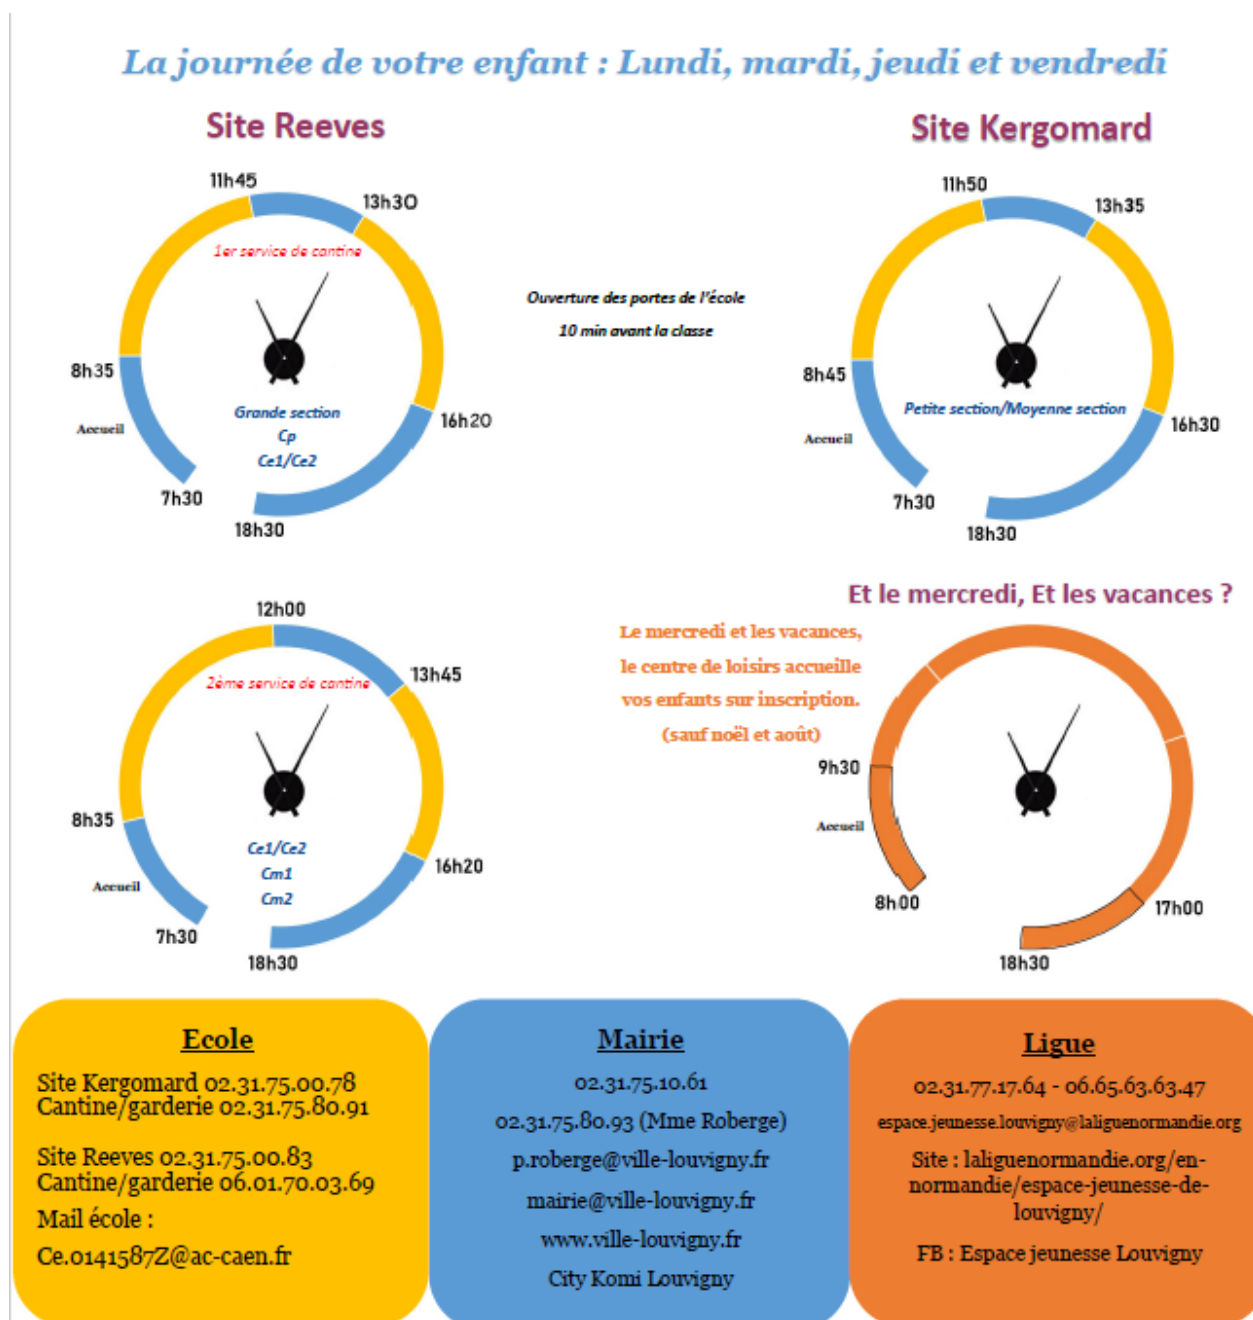 La journée de votre enfant : Lundi, mardi, jeudi et vendredi
Site Reeves
11h45
13h30
1er service de cantine
8h35
Accueil
Grande section
Cp
Ce1/Ce2
16h20
7h30
18h30
Ouverture des portes de l'école
10 min avant la classe
Site Kergomard
11h50
13h35
8h45
Accueil
Petite section/Moyenne section
16h30
7h30
18h30
12h00
13h45
2ème service de cantine
8h35
Accueil
Ce1/Ce2
Cm1
Cm2
16h20
7h30
18h30
Et le mercredi, Et les vacances ?
Le mercredi et les vacances,
le centre de loisirs accueille
vos enfants sur inscription.
(sauf noël et août)
9h30
Accueil
8h00
17h00
18h30
Ecole
Site Kergomard 02.31.75.00.78
Cantine/garderie 02.31.75.80.91
Site Reeves 02.31.75.00.83
Cantine/garderie 06.01.70.03.69
Mail école :
Ce.0141587Z@ac-caen.fr
Mairie
02.31.75.10.61
02.31.75.80.93 (Mme Roberge)
p.roberge@ville-louvigny.fr
mairie@ville-louvigny.fr
www.ville-louvigny.fr
City Komi Louvigny
Ligue
02.31.77.17.64 - 06.65.63.63.47
espace.jeunesse.louvigny@laliguenormandie.org
Site : laliguenormandie.org/en-
normandie/espace-jeunesse-de-
louvigny/
FB : Espace jeunesse Louvigny